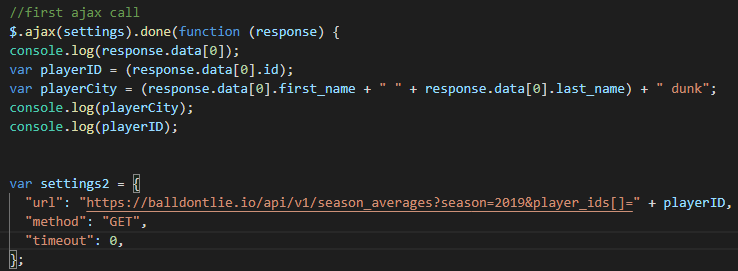 //first ajax call
$.ajax(settings).done(function (response) {
console.log(response.data[0]);
var playerID = (response.data[0].id);
var playerCity = (response.data[0].first_name + " " + response.data[0].last_name) + " dunk";
console.log(playerCity);
console.log(playerID);
var settings2 = {
"url": "https://balldontlie.io/api/v1/season_averages?season=2019&player_ids[]=" + playerID,
"method": "GET",
"timeout": 0,
};